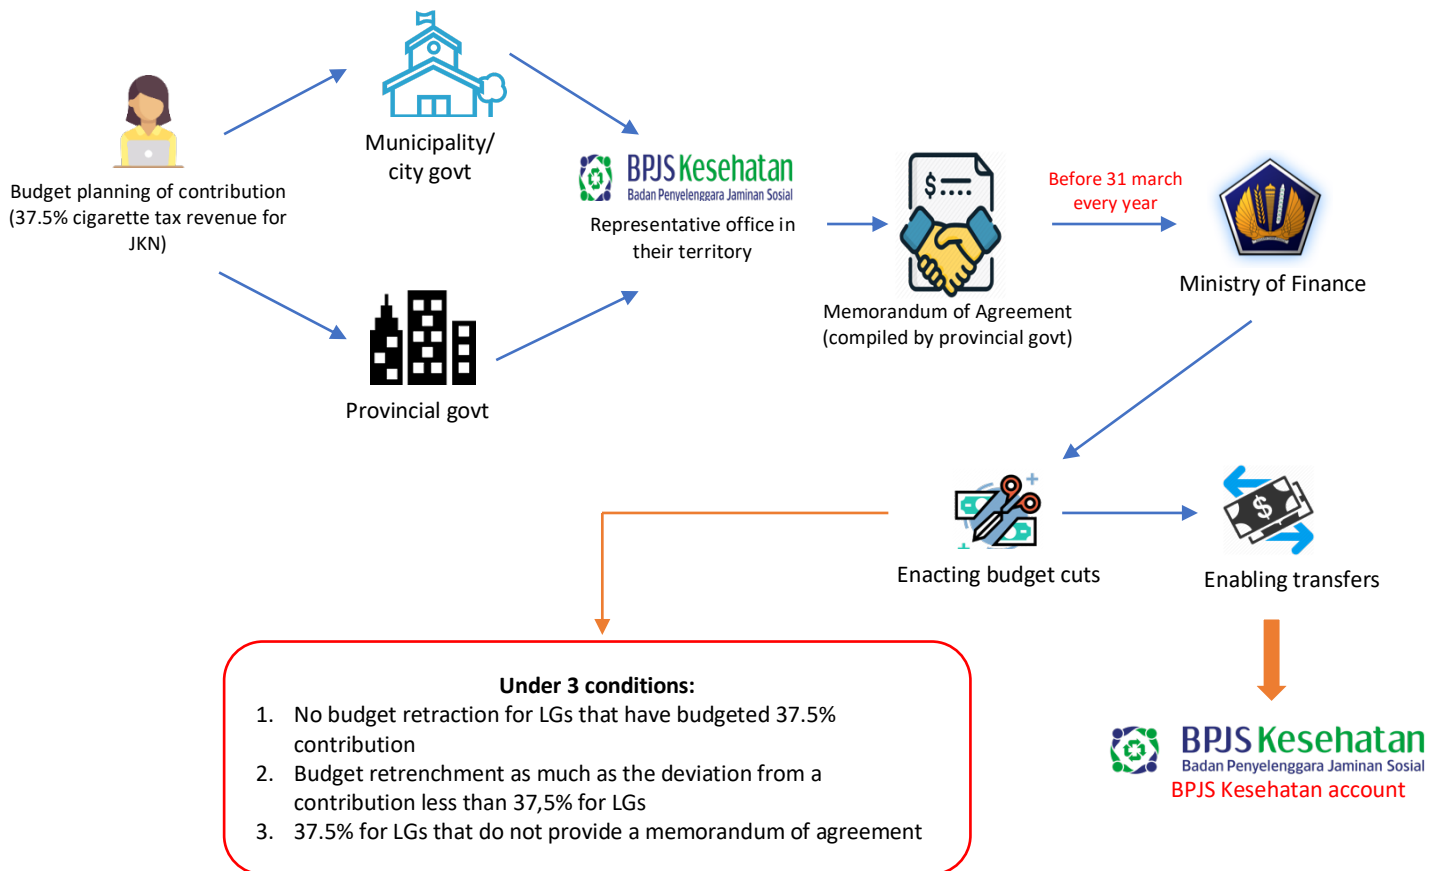 Municipality/
city govt
Budget planning of contribution
(37.5% cigarette tax revenue for
JKN)
Provincial govt
BPJS Kesehatan
Badan Penyelenggara Jaminan Sosial
Representative office in
their territory
$
Memorandum of Agreement
(compiled by provincial govt)
Before 31 march
every year
Ministry of Finance
Enacting budget cuts
$
Enabling transfers
BPJS Kesehatan
Badan Penyelenggara Jaminan Sosial
BPJS Kesehatan account
Under 3 conditions:
1. No budget retraction for LGs that have budgeted 37.5%
contribution
2. Budget retrenchment as much as the deviation from a
contribution less than 37,5% for LGs
3. 37.5% for LGs that do not provide a memorandum of agreement